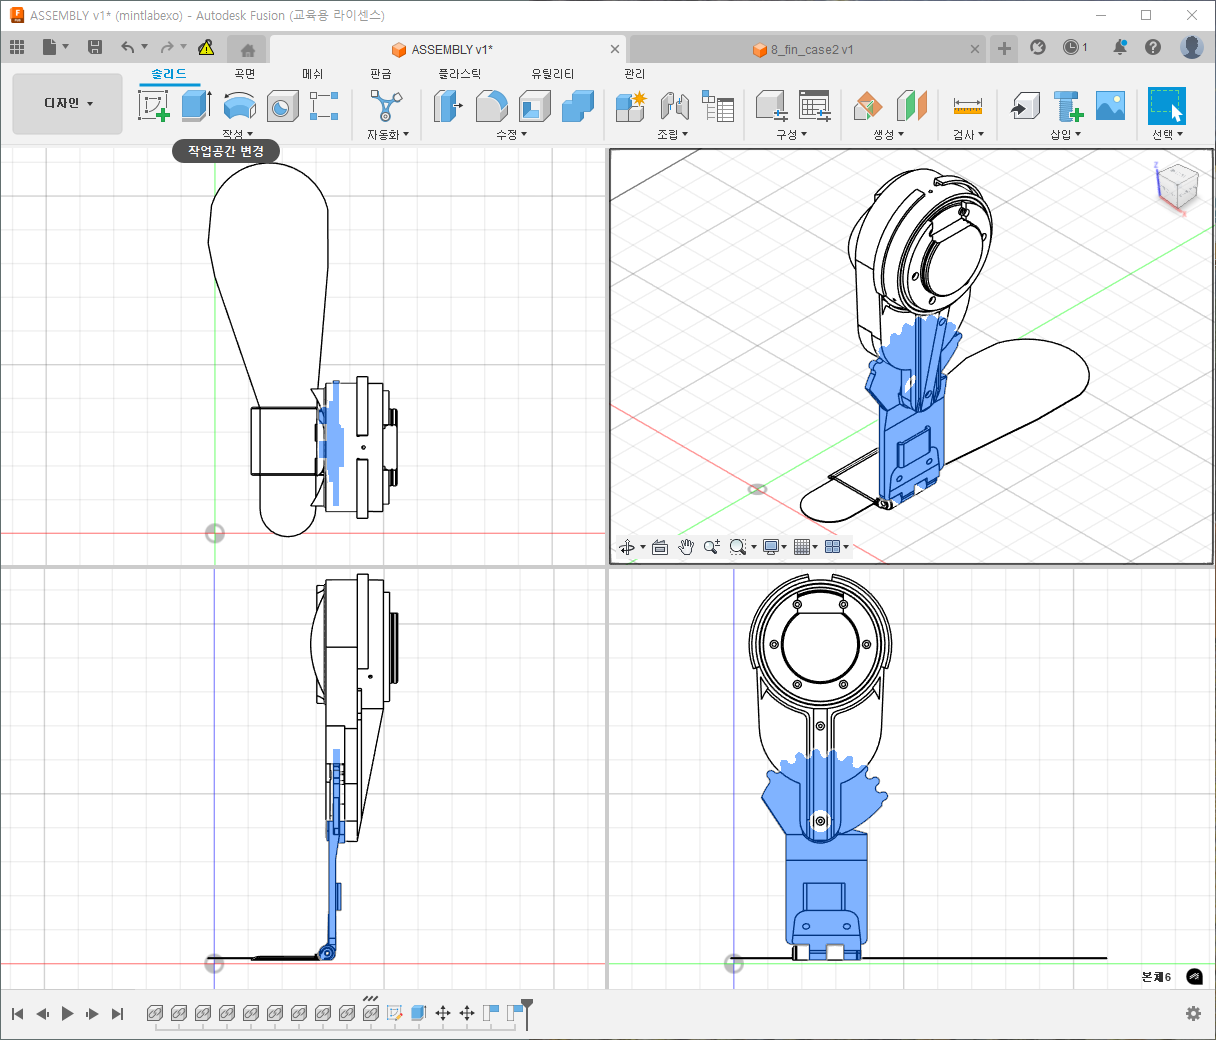 ASSEMBLY v1* (mintlabexo) - Autodesk Fusion (교육용 라이센스)
ASSEMBLY v1*
8_fin_case2 v1
1
솔리드
곡면
메쉬
판금
플라스틱
유틸리티
관리
디자인
작성
자동화
수정
조립
구성
생성
검사
삽입
선택
작업공간 변경
Z
X
본체6